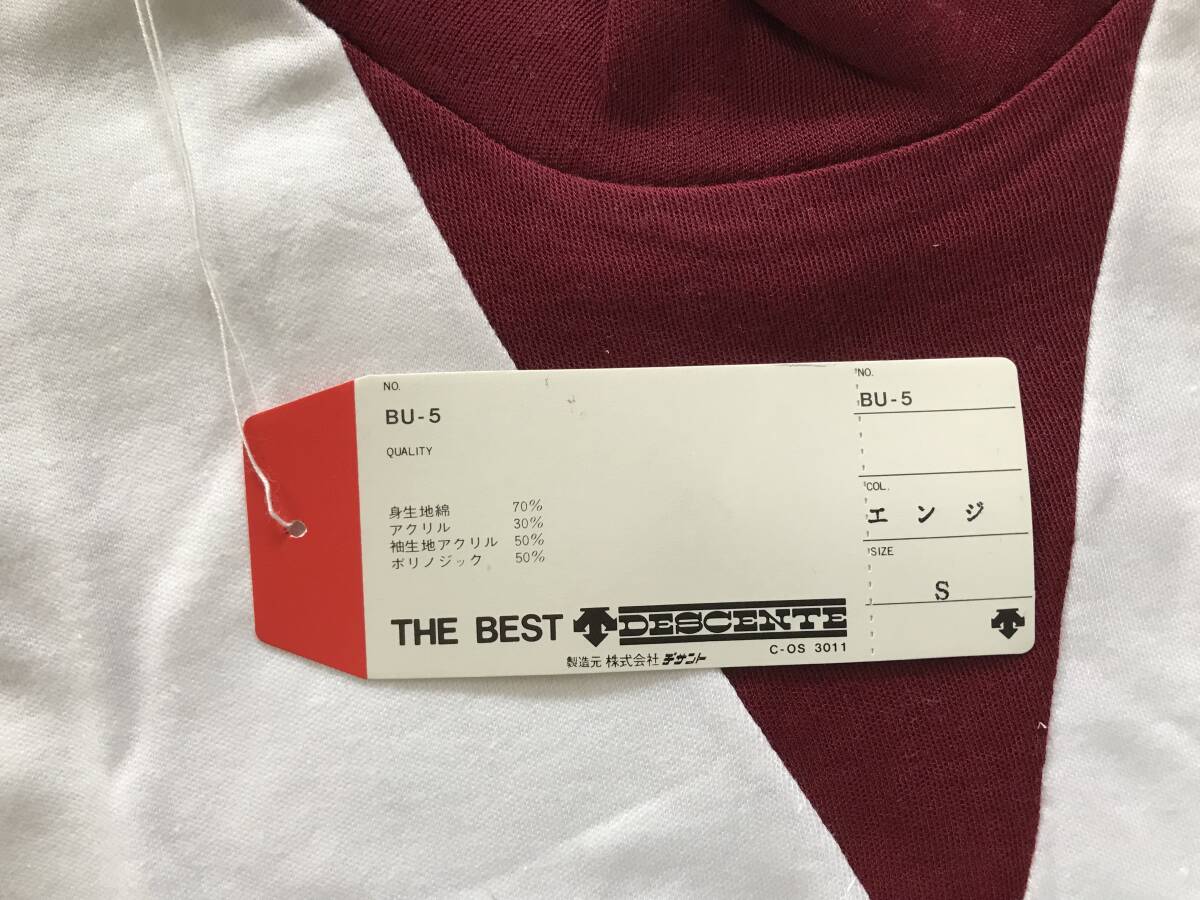 NO.
BU-5
QUALITY
身生地綿 70%
アクリル 30%
袖生地アクリル 50%
ポリノジック 50%
THE BEST DESCENTE
C-OS 3011
製造元 株式会社 デサント
NO.
BU-5
COL.
エンジ
SIZE
S